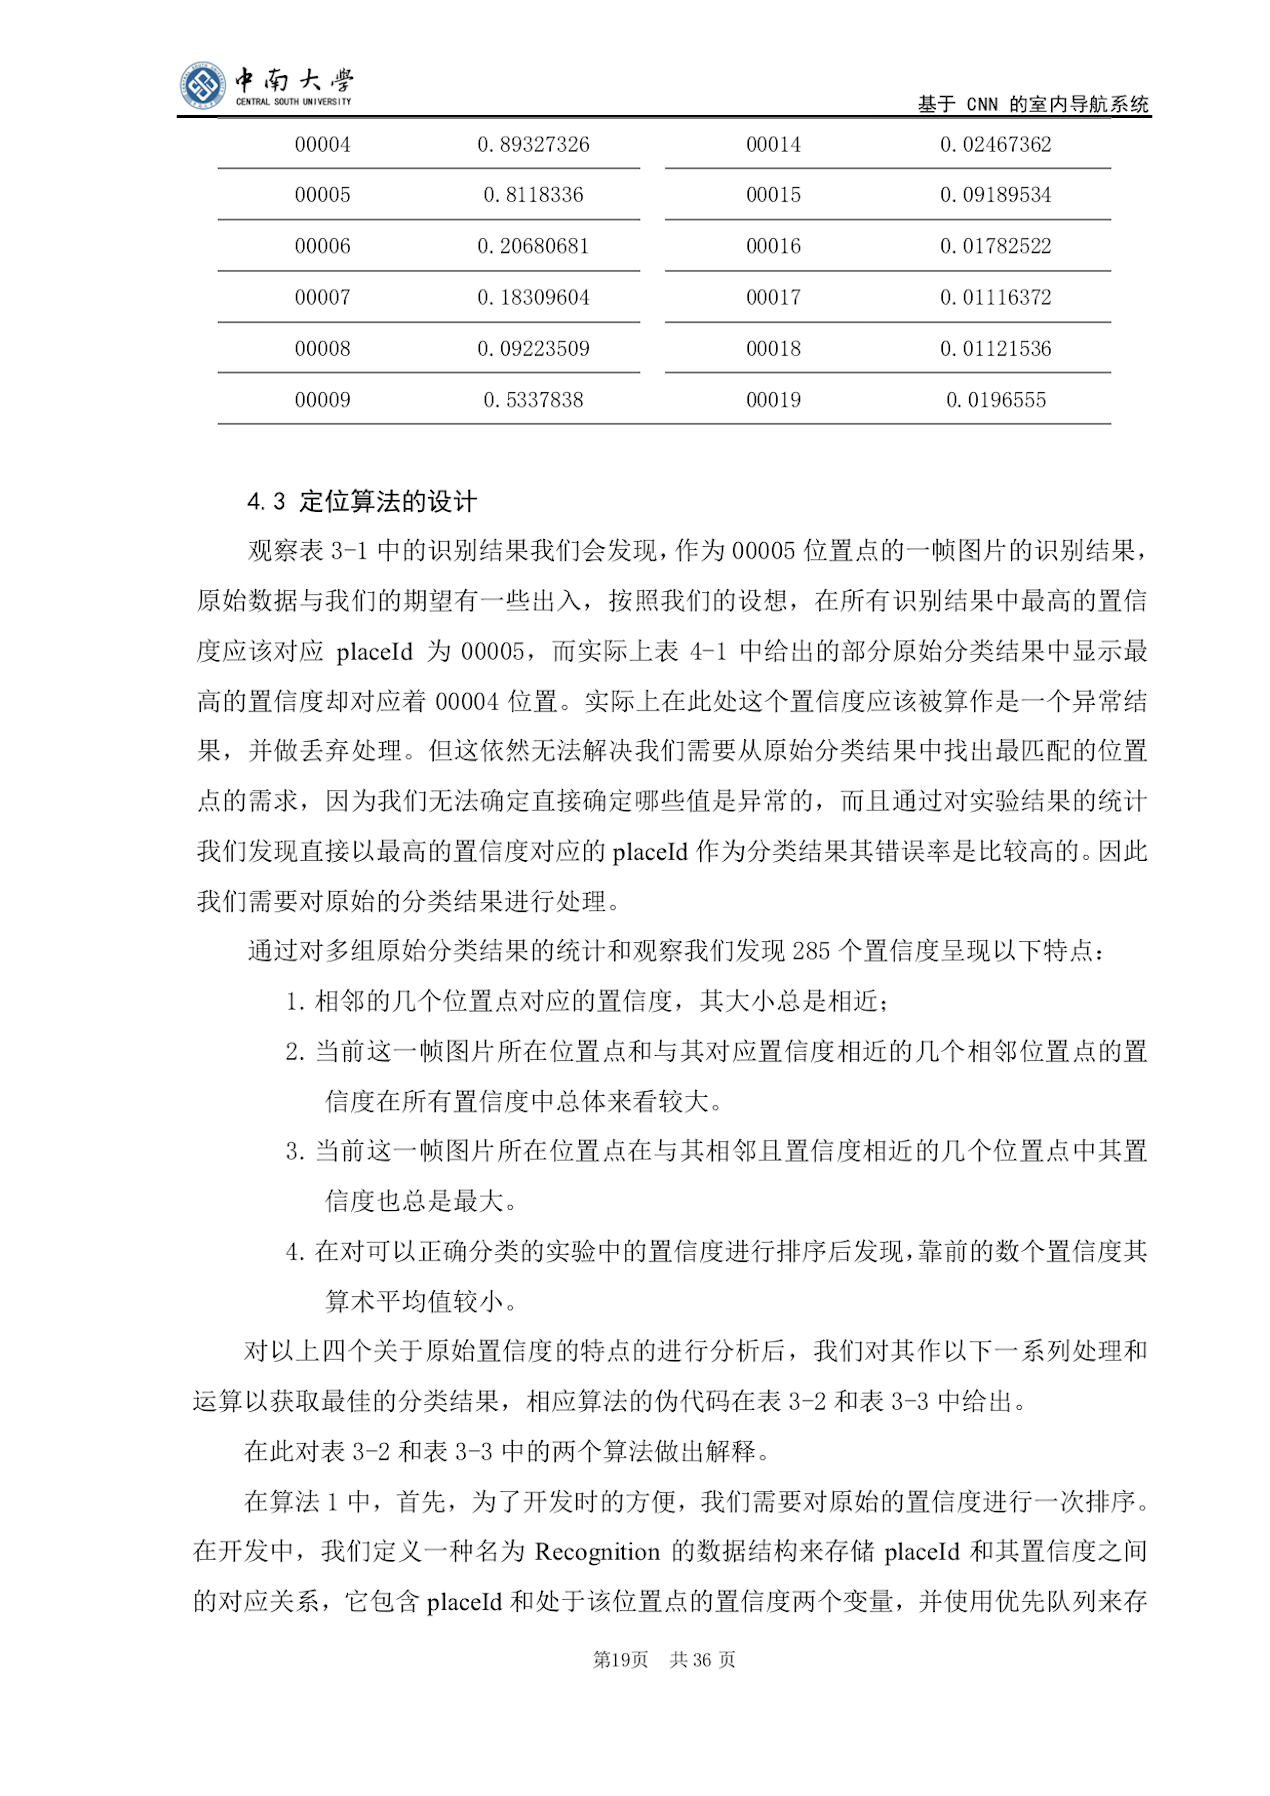 中南大学
CENTRAL SOUTH UNIVERSITY
基于 CNN 的室内导航系统
00004 0.89327326 00014 0.02467362
00005 0.8118336 00015 0.09189534
00006 0.20680681 00016 0.01782522
00007 0.18309604 00017 0.01116372
00008 0.09223509 00018 0.01121536
00009 0.5337838 00019 0.0196555
4.3 定位算法的设计
观察表 3-1 中的识别结果我们会发现，作为 00005 位置点的一帧图片的识别结果，
原始数据与我们的期望有一些出入，按照我们的设想，在所有识别结果中最高的置信
度应该对应 placeId 为 00005，而实际上表 4-1 中给出的部分原始分类结果中显示最
高的置信度却对应着 00004 位置。实际上在此处这个置信度应该被算作是一个异常结
果，并做丢弃处理。但这依然无法解决我们需要从原始分类结果中找出最匹配的位置
点的需求，因为我们无法确定直接确定哪些值是异常的，而且通过对实验结果的统计
我们发现直接以最高的置信度对应的 placeId 作为分类结果其错误率是比较高的。因此
我们需要对原始的分类结果进行处理。
通过对多组原始分类结果的统计和观察我们发现 285 个置信度呈现以下特点：
1. 相邻的几个位置点对应的置信度，其大小总是相近；
2. 当前这一帧图片所在位置点和与其对应置信度相近的几个相邻位置点的置
信度在所有置信度中总体来看较大。
3. 当前这一帧图片所在位置点在与其相邻且置信度相近的几个位置点中其置
信度也总是最大。
4. 在对可以正确分类的实验中的置信度进行排序后发现，靠前的数个置信度其
算术平均值较小。
对以上四个关于原始置信度的特点的进行分析后，我们对其作以下一系列处理和
运算以获取最佳的分类结果，相应算法的伪代码在表 3-2 和表 3-3 中给出。
在此对表 3-2 和表 3-3 中的两个算法做出解释。
在算法 1 中，首先，为了开发时的方便，我们需要对原始的置信度进行一次排序。
在开发中，我们定义一种名为 Recognition 的数据结构来存储 placeId 和其置信度之间
的对应关系，它包含 placeId 和处于该位置点的置信度两个变量，并使用优先队列来存
第19页 共 36 页